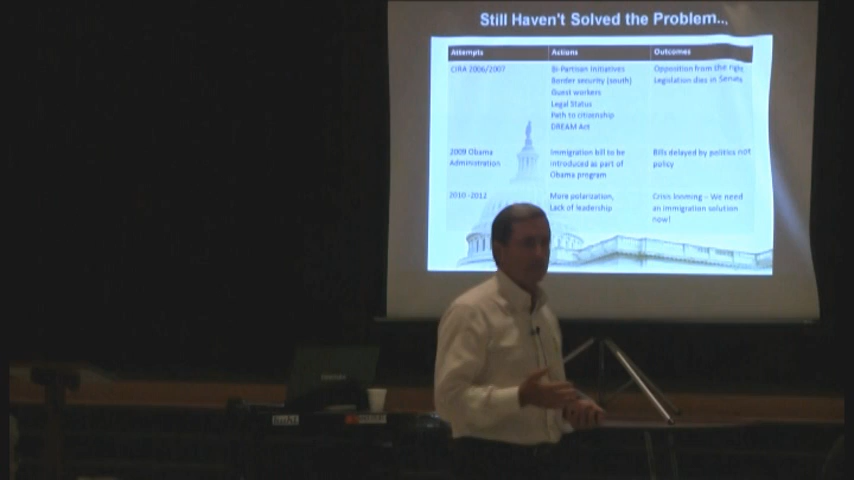 Still Haven't Solved the Problem...
Attempts Actions Outcomes
CIRA 2006/2007 Bi-Partisan Initiatives Opposition from the right
Border security (south) Legislation dies in Senate
Guest workers
Legal Status
Path to citizenship
DREAM Act
2009 Obama Immigration bill to be Bills delayed by politics not
Administration introduced as part of policy
Obama program
2010 -2012 More polarization, Crisis looming – We need
Lack of leadership an immigration solution
now!